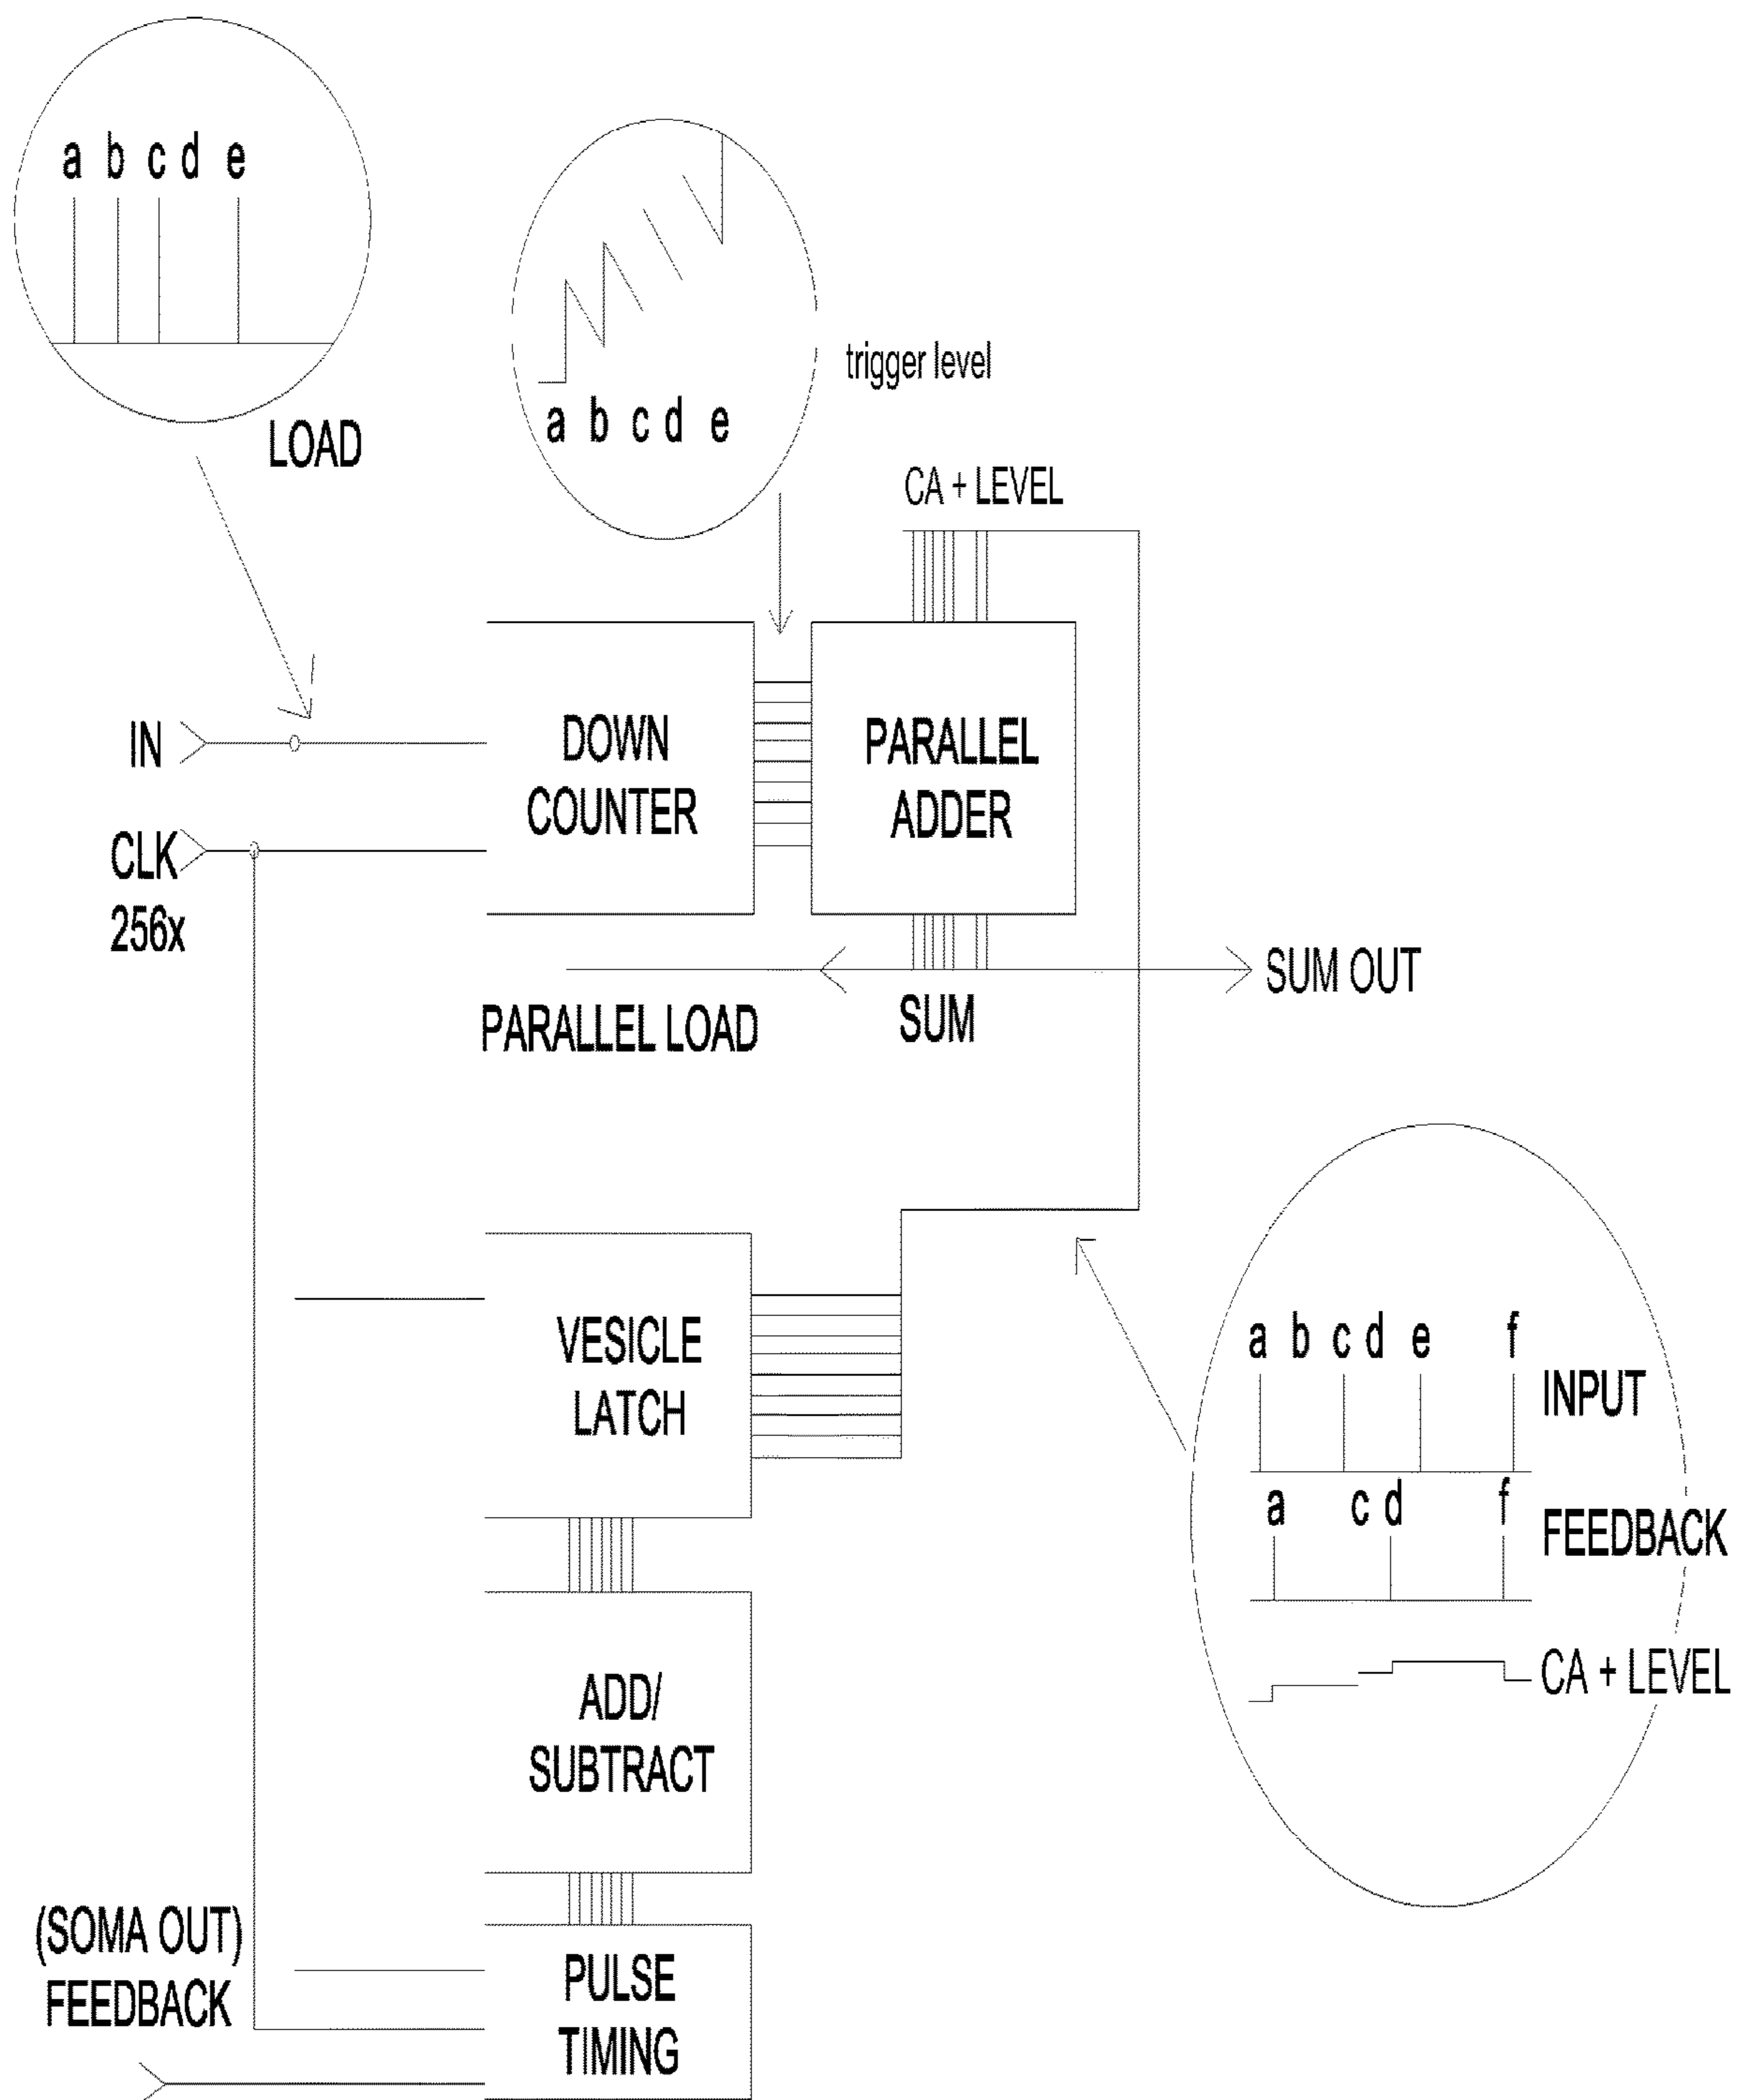 a b c d e
LOAD
a b c d e
trigger level
CA + LEVEL
IN
DOWN
COUNTER
PARALLEL
ADDER
CLK
256x
PARALLEL LOAD
SUM
SUM OUT
VESICLE
LATCH
a b c d e f
INPUT
a c d f
FEEDBACK
CA + LEVEL
ADD/
SUBTRACT
(SOMA OUT)
FEEDBACK
PULSE
TIMING